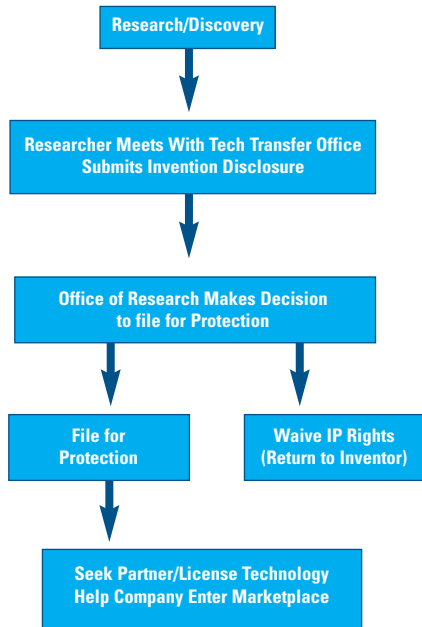 Research/Discovery
Researcher Meets With Tech Transfer Office
Submits Invention Disclosure
Office of Research Makes Decision
to file for Protection
File for
Protection
Waive IP Rights
(Return to Inventor)
Seek Partner/License Technology
Help Company Enter Marketplace